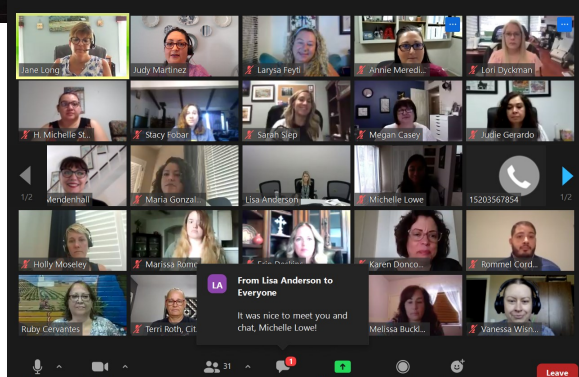 Jane Long
Judy Martinez
Larysa Feyti
Annie Meredi...
Lori Dyckman
H. Michelle St...
Stacy Fobar
Sarah Siep
Megan Casey
Judie Gerardo
1/2
Mendenhall
Maria Gonzal...
Lisa Anderson
Michelle Lowe
15203567854
1/2
Holly Moseley
Marissa Romo
Karen Donco...
Rommel Cord...
LA
From Lisa Anderson to
Everyone
It was nice to meet you and
chat, Michelle Lowe!
Ruby Cervantes
Terri Roth, Cit
Melissa Buckl...
Vanessa Wisn...
31
1
Leave